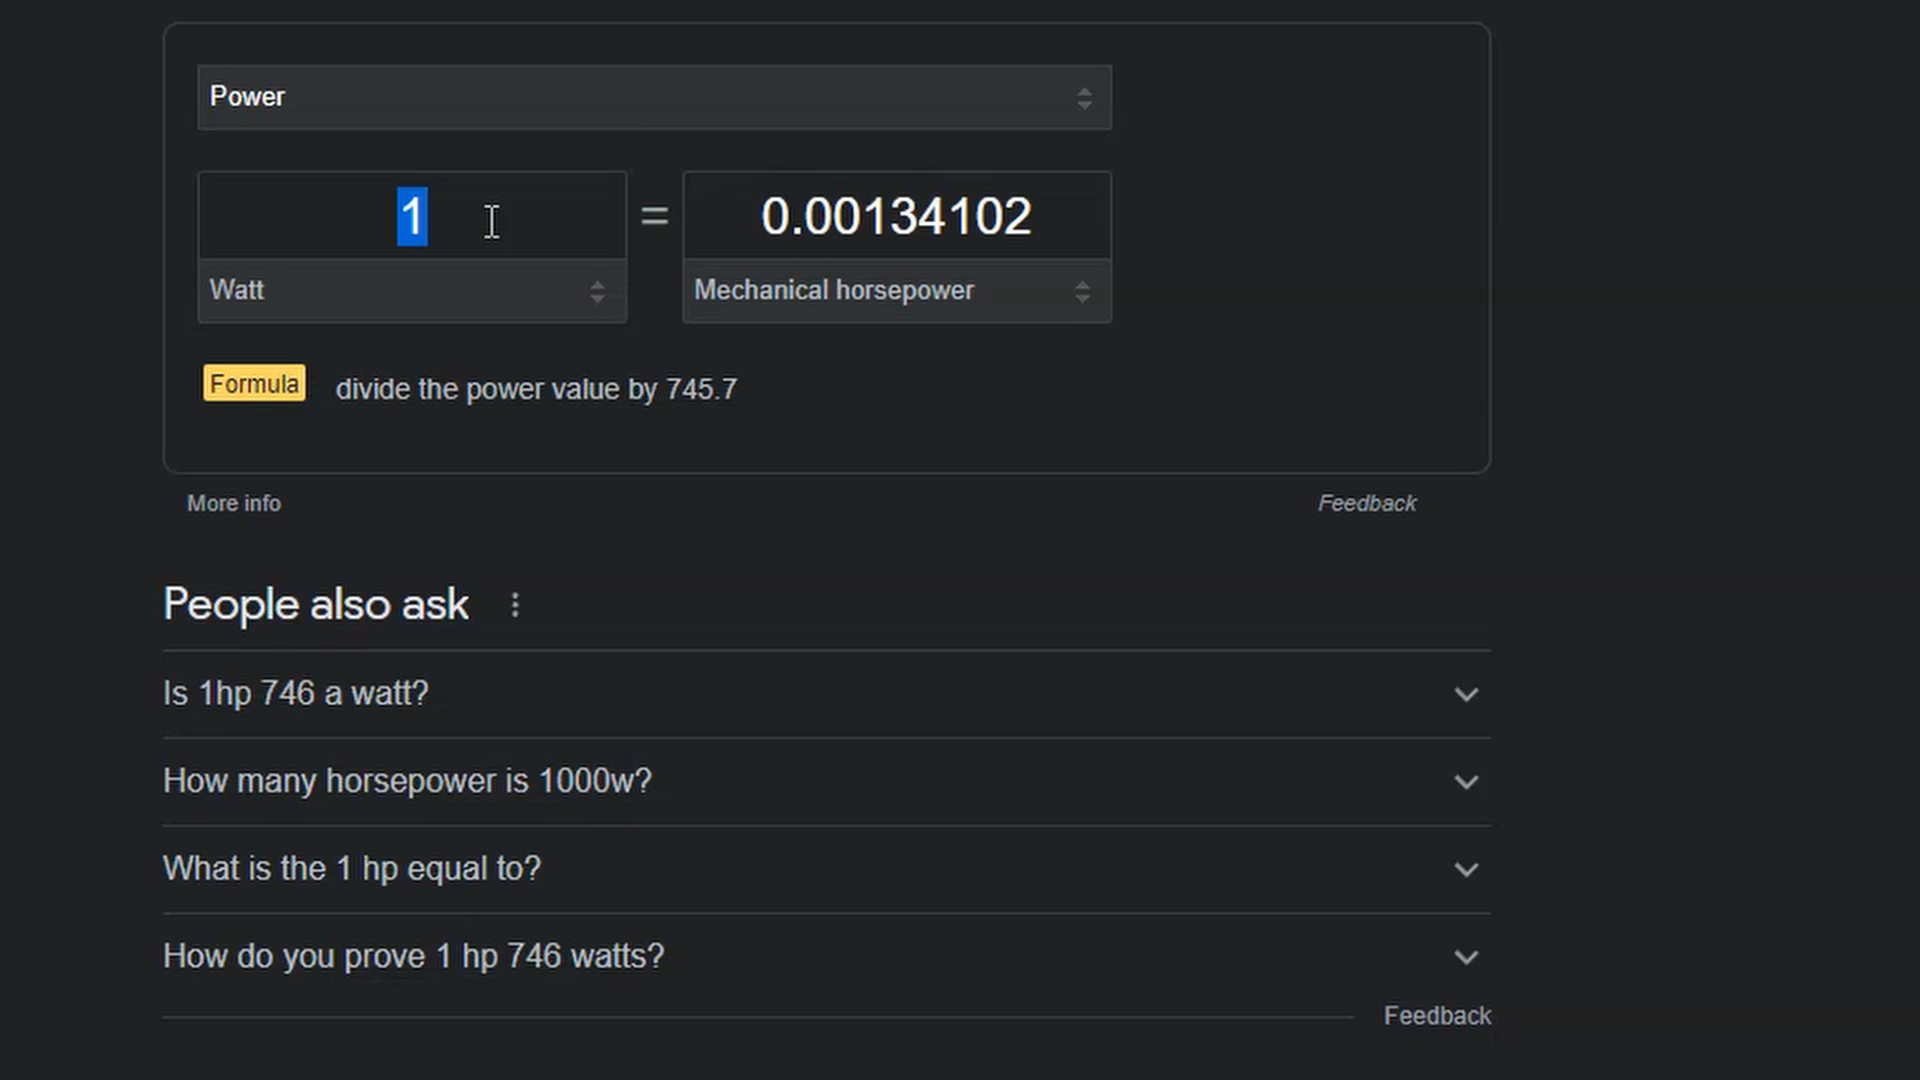 Power
1 = 0.00134102
Watt Mechanical horsepower
Formula divide the power value by 745.7
More info Feedback
People also ask
Is 1hp 746 a watt?
How many horsepower is 1000w?
What is the 1 hp equal to?
How do you prove 1 hp 746 watts?
Feedback